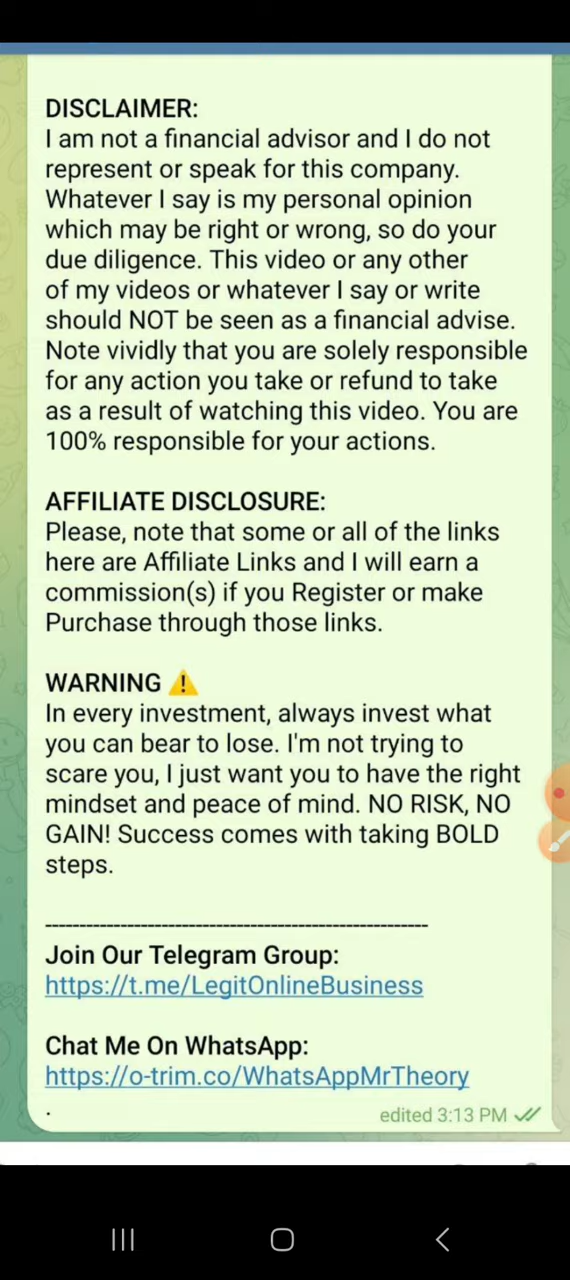 DISCLAIMER:
I am not a financial advisor and I do not
represent or speak for this company.
Whatever I say is my personal opinion
which may be right or wrong, so do your
due diligence. This video or any other
of my videos or whatever I say or write
should NOT be seen as a financial advise.
Note vividly that you are solely responsible
for any action you take or refund to take
as a result of watching this video. You are
100% responsible for your actions.
AFFILIATE DISCLOSURE:
Please, note that some or all of the links
here are Affiliate Links and I will earn a
commission(s) if you Register or make
Purchase through those links.
WARNING ⚠️
In every investment, always invest what
you can bear to lose. I'm not trying to
scare you, I just want you to have the right
mindset and peace of mind. NO RISK, NO
GAIN! Success comes with taking BOLD
steps.
-------------------------------------------------------
Join Our Telegram Group:
https://t.me/LegitOnlineBusiness
Chat Me On WhatsApp:
https://o-trim.co/WhatsAppMrTheory
.
edited 3:13 PM